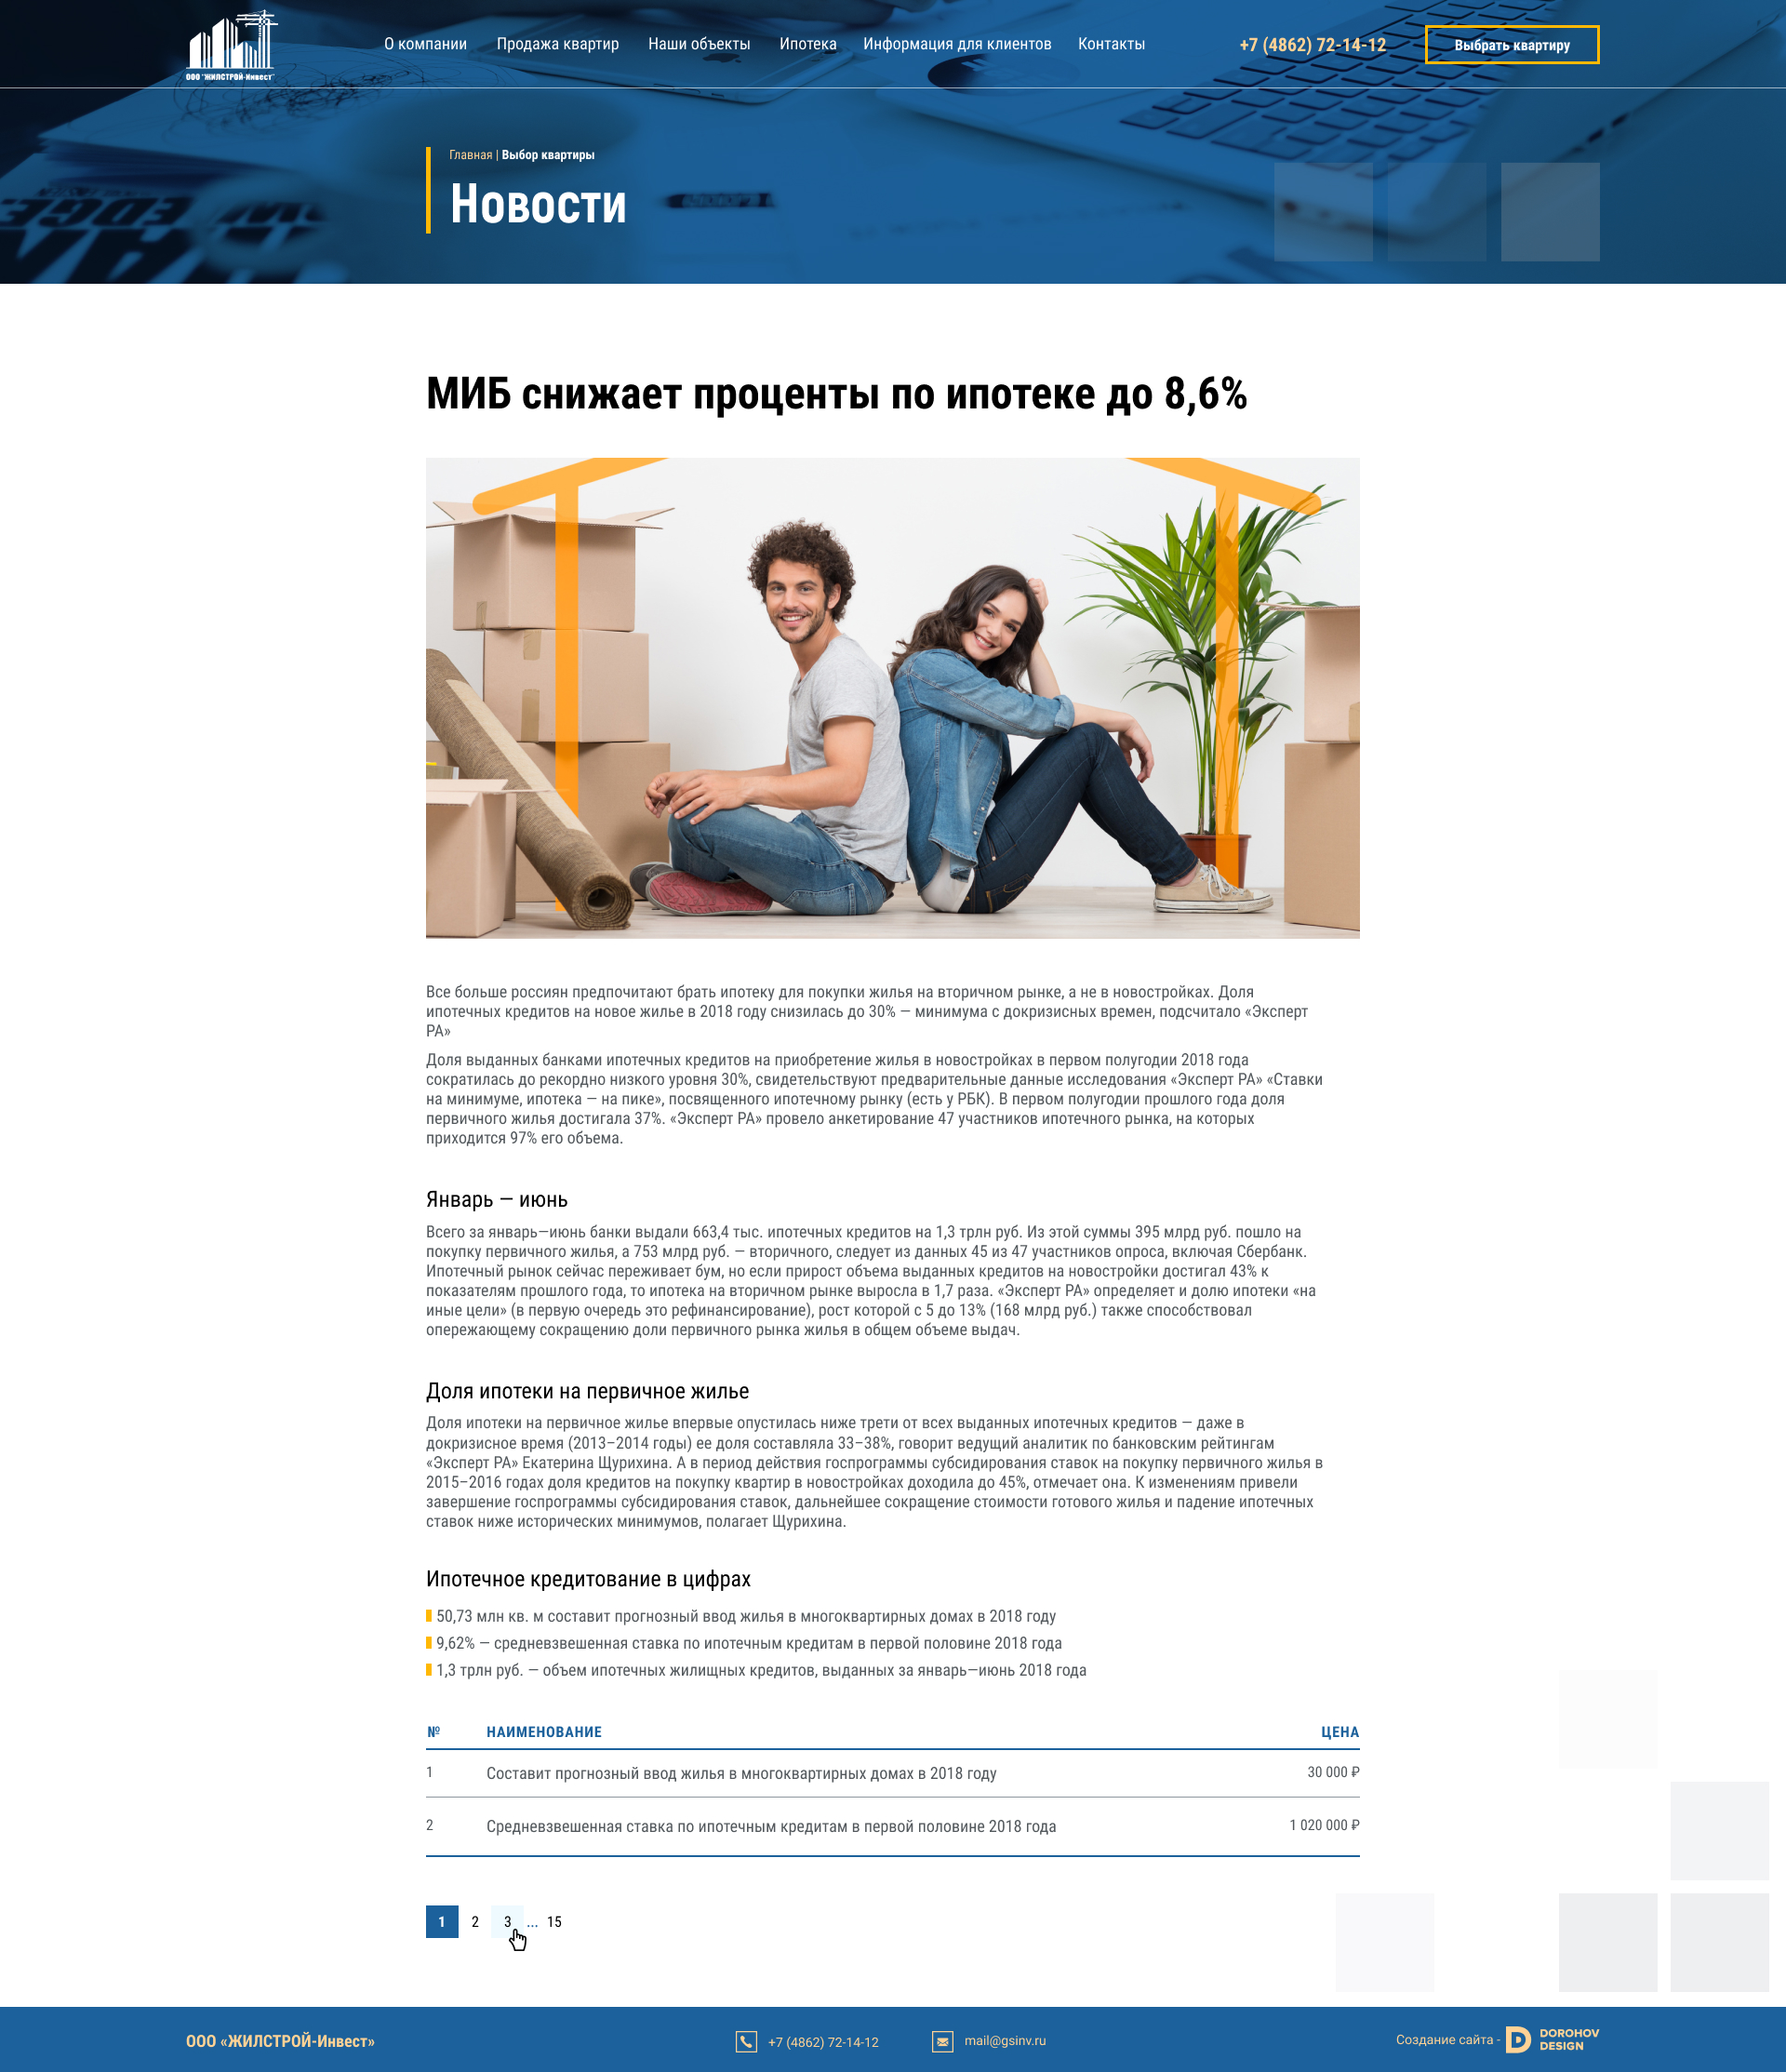 О компании Продажа квартир Наши объекты Ипотека Информация для клиентов Контакты +7 (4862) 72-14-12 Выбрать квартиру
ООО "ЖИЛСТРОЙ-Инвест"
Главная | Выбор квартиры
Новости
МИБ снижает проценты по ипотеке до 8,6%
Все больше россиян предпочитают брать ипотеку для покупки жилья на вторичном рынке, а не в новостройках. Доля
ипотечных кредитов на новое жилье в 2018 году снизилась до 30% — минимума с докризисных времен, подсчитало «Эксперт
РА»
Доля выданных банками ипотечных кредитов на приобретение жилья в новостройках в первом полугодии 2018 года
сократилась до рекордно низкого уровня 30%, свидетельствуют предварительные данные исследования «Эксперт РА» «Ставки
на минимуме, ипотека — на пике», посвященного ипотечному рынку (есть у РБК). В первом полугодии прошлого года доля
первичного жилья достигала 37%. «Эксперт РА» провело анкетирование 47 участников ипотечного рынка, на которых
приходится 97% его объема.
Январь — июнь
Всего за январь—июнь банки выдали 663,4 тыс. ипотечных кредитов на 1,3 трлн руб. Из этой суммы 395 млрд руб. пошло на
покупку первичного жилья, а 753 млрд руб. — вторичного, следует из данных 45 из 47 участников опроса, включая Сбербанк.
Ипотечный рынок сейчас переживает бум, но если прирост объема выданных кредитов на новостройки достигал 43% к
показателям прошлого года, то ипотека на вторичном рынке выросла в 1,7 раза. «Эксперт РА» определяет и долю ипотеки «на
иные цели» (в первую очередь это рефинансирование), рост которой с 5 до 13% (168 млрд руб.) также способствовал
опережающему сокращению доли первичного рынка жилья в общем объеме выдач.
Доля ипотеки на первичное жилье
Доля ипотеки на первичное жилье впервые опустилась ниже трети от всех выданных ипотечных кредитов — даже в
докризисное время (2013–2014 годы) ее доля составляла 33–38%, говорит ведущий аналитик по банковским рейтингам
«Эксперт РА» Екатерина Щурихина. А в период действия госпрограммы субсидирования ставок на покупку первичного жилья в
2015–2016 годах доля кредитов на покупку квартир в новостройках доходила до 45%, отмечает она. К изменениям привели
завершение госпрограммы субсидирования ставок, дальнейшее сокращение стоимости готового жилья и падение ипотечных
ставок ниже исторических минимумов, полагает Щурихина.
Ипотечное кредитование в цифрах
50,73 млн кв. м составит прогнозный ввод жилья в многоквартирных домах в 2018 году
9,62% — средневзвешенная ставка по ипотечным кредитам в первой половине 2018 года
1,3 трлн руб. — объем ипотечных жилищных кредитов, выданных за январь—июнь 2018 года
№ НАИМЕНОВАНИЕ ЦЕНА
1 Составит прогнозный ввод жилья в многоквартирных домах в 2018 году 30 000 ₽
2 Средневзвешенная ставка по ипотечным кредитам в первой половине 2018 года 1 020 000 ₽
1 2 3 ... 15
ООО «ЖИЛСТРОЙ-Инвест» +7 (4862) 72-14-12 mail@gsinv.ru Создание сайта - DOROHOV
DESIGN